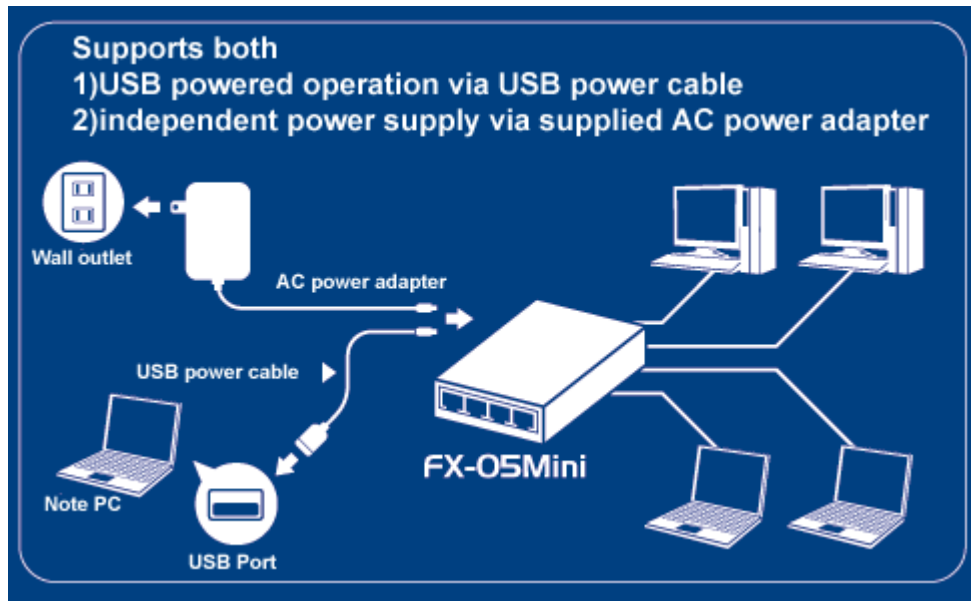 Supports both
1)USB powered operation via USB power cable
2)independent power supply via supplied AC power adapter
Wall outlet
AC power adapter
USB power cable
FX-05Mini
Note PC
USB Port